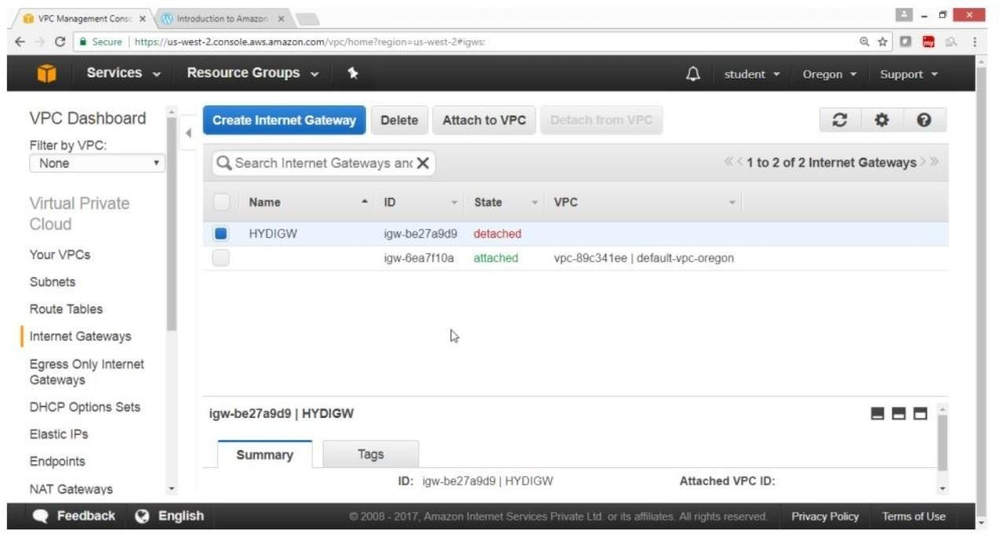 VPC Management Conso
Introduction to Amazon
Secure | https://us-west-2.console.aws.amazon.com/vpc/home?region=us-west-2#igws:
my
Services Resource Groups student Oregon Support
VPC Dashboard
Filter by VPC:
None
Virtual Private
Cloud
Your VPCs
Subnets
Route Tables
Internet Gateways
Egress Only Internet
Gateways
DHCP Options Sets
Elastic IPs
Endpoints
NAT Gateways
Create Internet Gateway Delete Attach to VPC Detach from VPC
Search Internet Gateways and X
<< < 1 to 2 of 2 Internet Gateways > >>
Name ID State VPC
HYDIGW igw-be27a9d9 detached
igw-6ea7f10a attached vpc-89c341ee | default-vpc-oregon
igw-be27a9d9 | HYDIGW
Summary Tags
ID: igw-be27a9d9 | HYDIGW Attached VPC ID:
Feedback English © 2008 - 2017, Amazon Internet Services Private Ltd. or its affiliates. All rights reserved. Privacy Policy Terms of Use